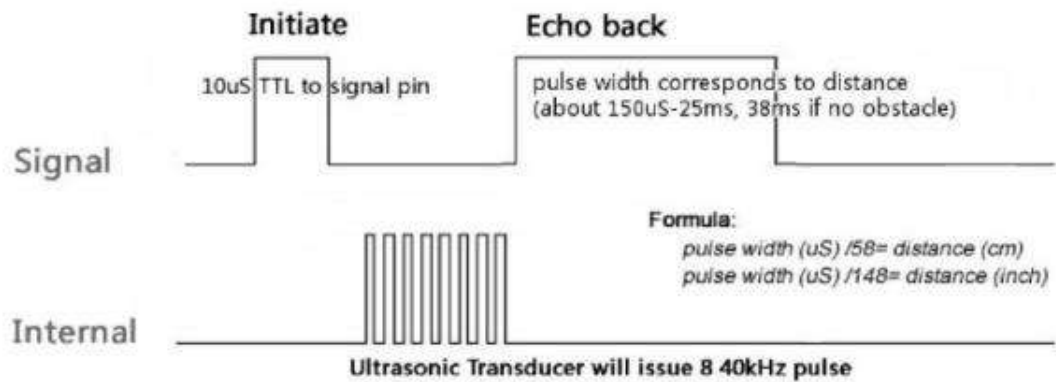 Initiate
Echo back
10uS TTL to signal pin
pulse width corresponds to distance
(about 150uS-25ms, 38ms if no obstacle)
Signal
Formula:
pulse width (uS) /58= distance (cm)
pulse width (uS) /148= distance (inch)
Internal
Ultrasonic Transducer will issue 8 40kHz pulse